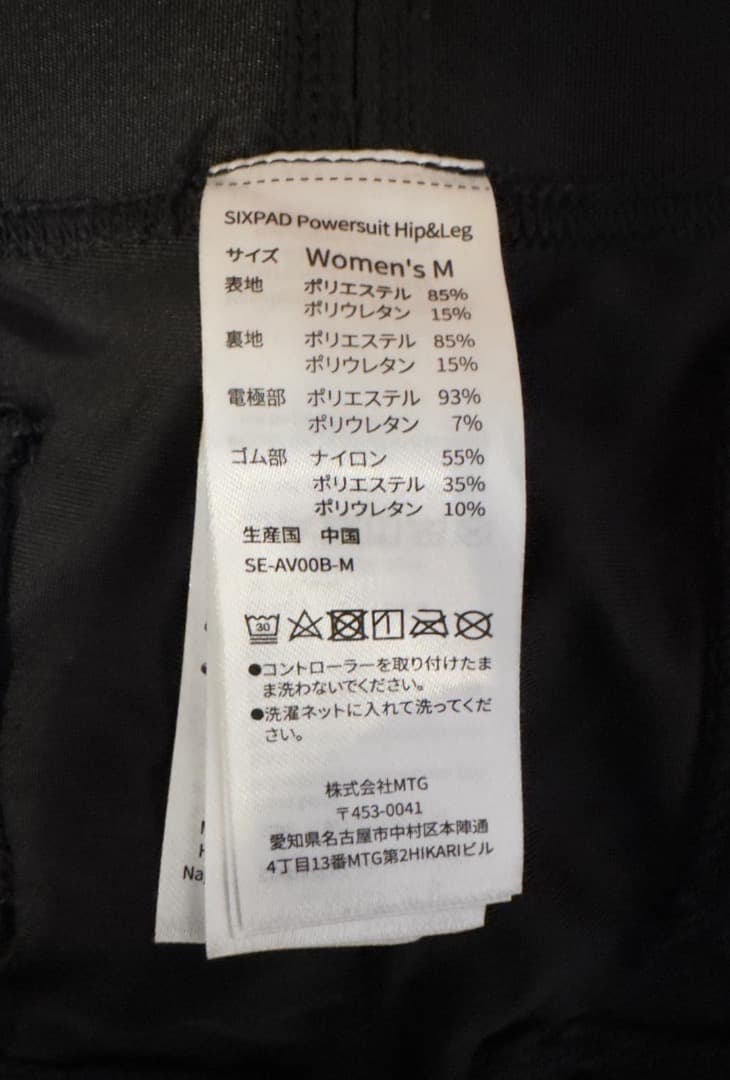 SIXPAD Powersuit Hip&Leg
サイズ Women's M
表地 ポリエステル 85%
ポリウレタン 15%
裏地 ポリエステル 85%
ポリウレタン 15%
電極部 ポリエステル 93%
ポリウレタン 7%
ゴム部 ナイロン 55%
ポリエステル 35%
ポリウレタン 10%
生産国 中国
SE-AV00B-M
30
●コントローラーを取り付けたま
ま洗わないでください。
●洗濯ネットに入れて洗ってくだ
さい。
株式会社MTG
〒453-0041
愛知県名古屋市中村区本陣通
4丁目13番MTG第2HIKARIビル